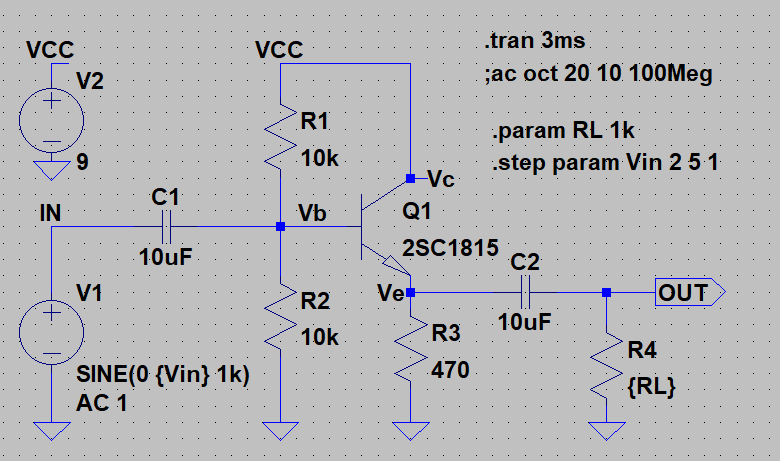 .tran 3ms
;ac oct 20 10 100Meg
.param RL 1k
.step param Vin 2 5 1
VCC
V2
9
VCC
R1
10k
Vc
Q1
2SC1815
IN
C1
10uF
Vb
V1
SINE(0 {Vin} 1k)
AC 1
R2
10k
Ve
R3
470
C2
10uF
OUT
R4
{RL}